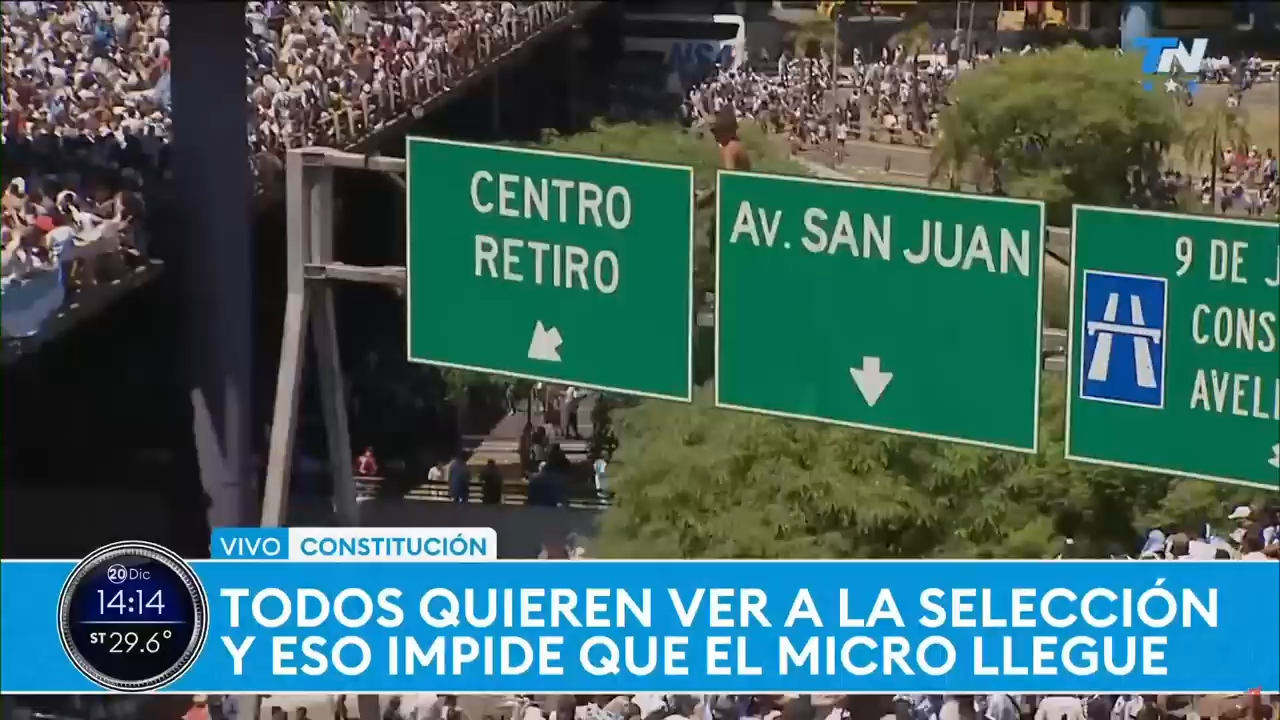 TN
NSA
CENTRO
RETIRO
AV. SAN JUAN
9 DE
CONS
AVEL
VIVO CONSTITUCIÓN
20 Dic
14:14
ST 29.6°
TODOS QUIEREN VER A LA SELECCIÓN
Y ESO IMPIDE QUE EL MICRO LLEGUE